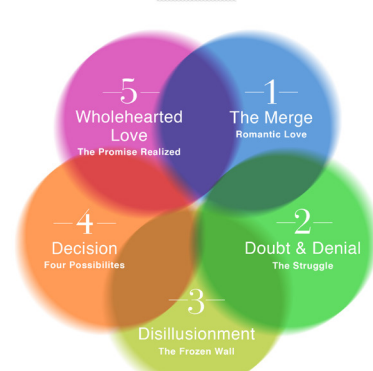 1
The Merge
Romantic Love
2
Doubt & Denial
The Struggle
3
Disillusionment
The Frozen Wall
4
Decision
Four Possibilites
5
Wholehearted
Love
The Promise Realized